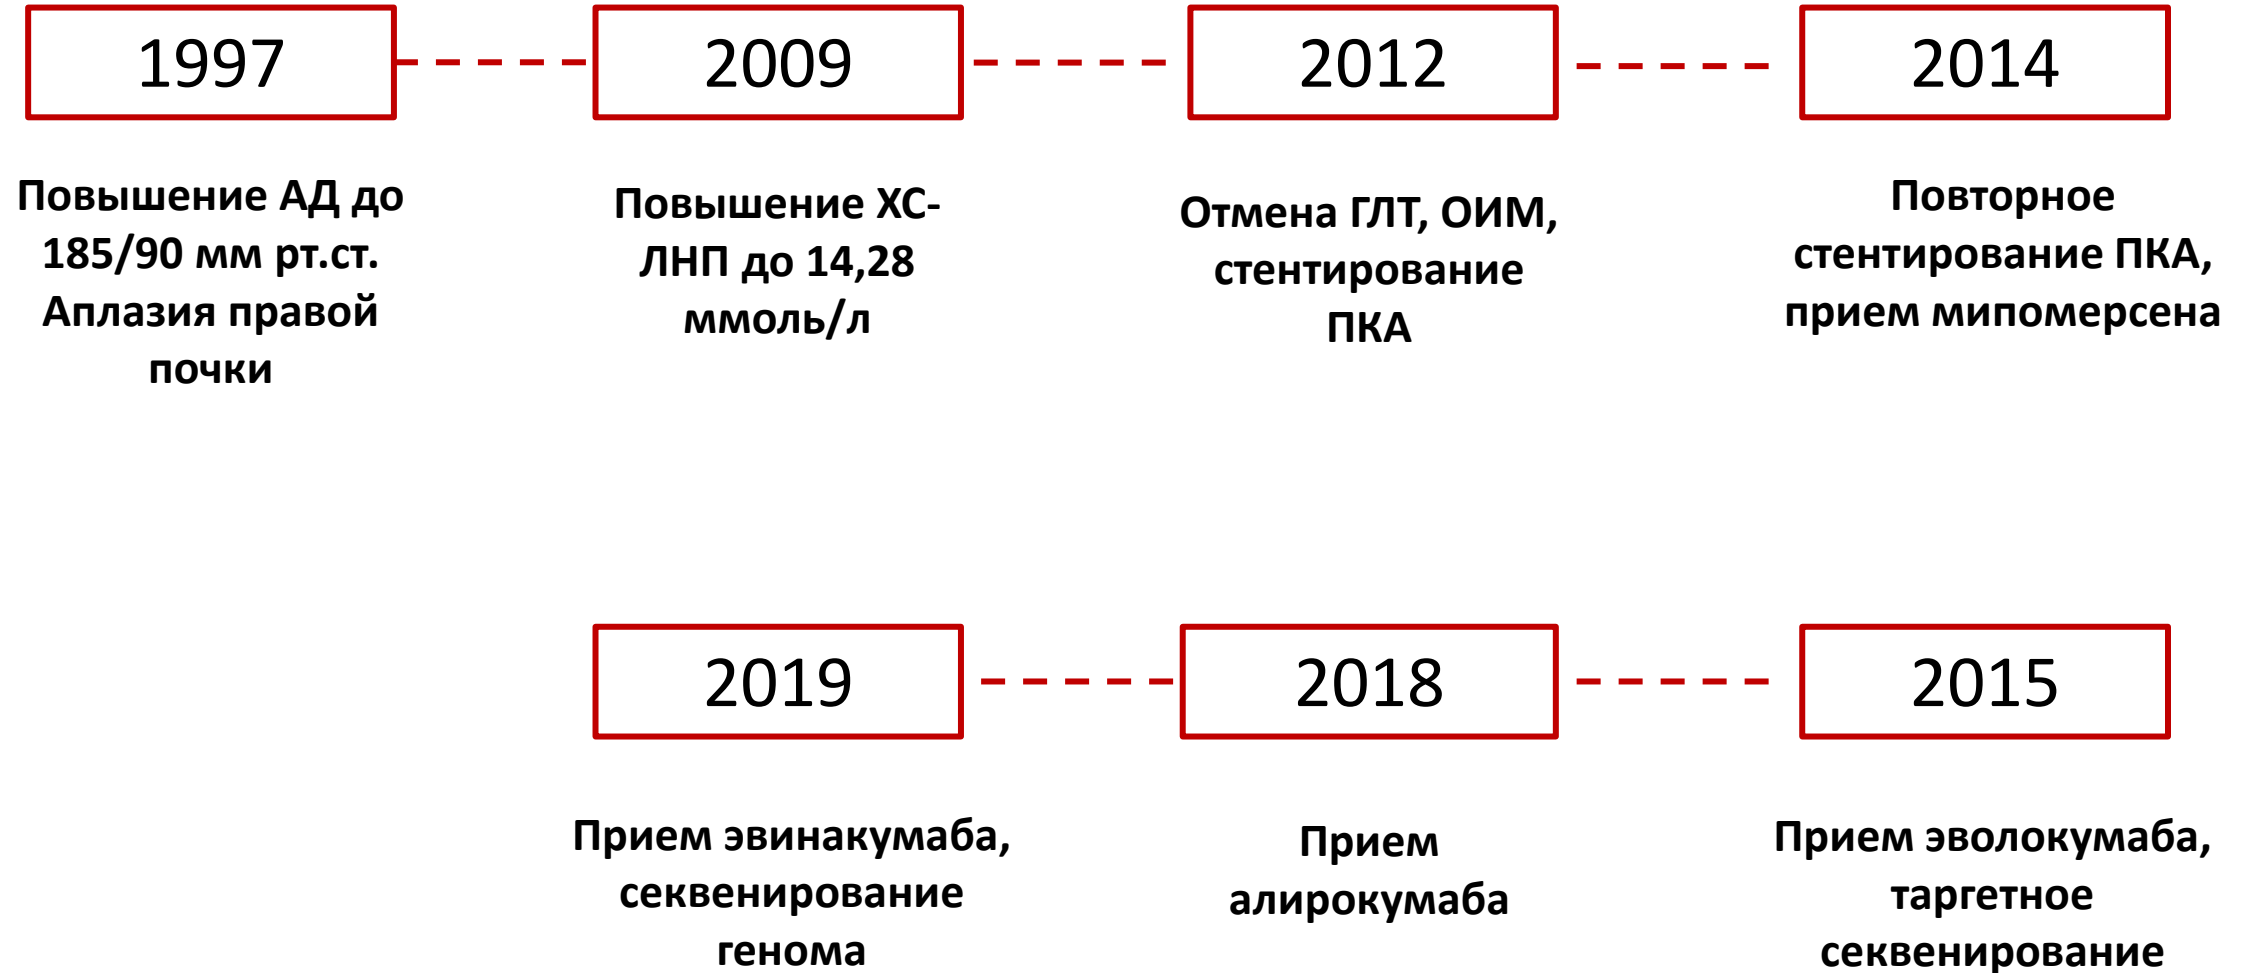 1997
2009
2012
2014
Повышение АД до
185/90 мм рт.ст.
Аплазия правой
почки
Повышение ХС-
ЛНП до 14,28
ммоль/л
Отмена ГЛТ, ОИМ,
стентирование
ПКА
Повторное
стентирование ПКА,
прием мипомерсена
2019
2018
2015
Прием эвинакумаба,
секвенирование
генома
Прием
алирокумаба
Прием эволокумаба,
таргетное
секвенирование